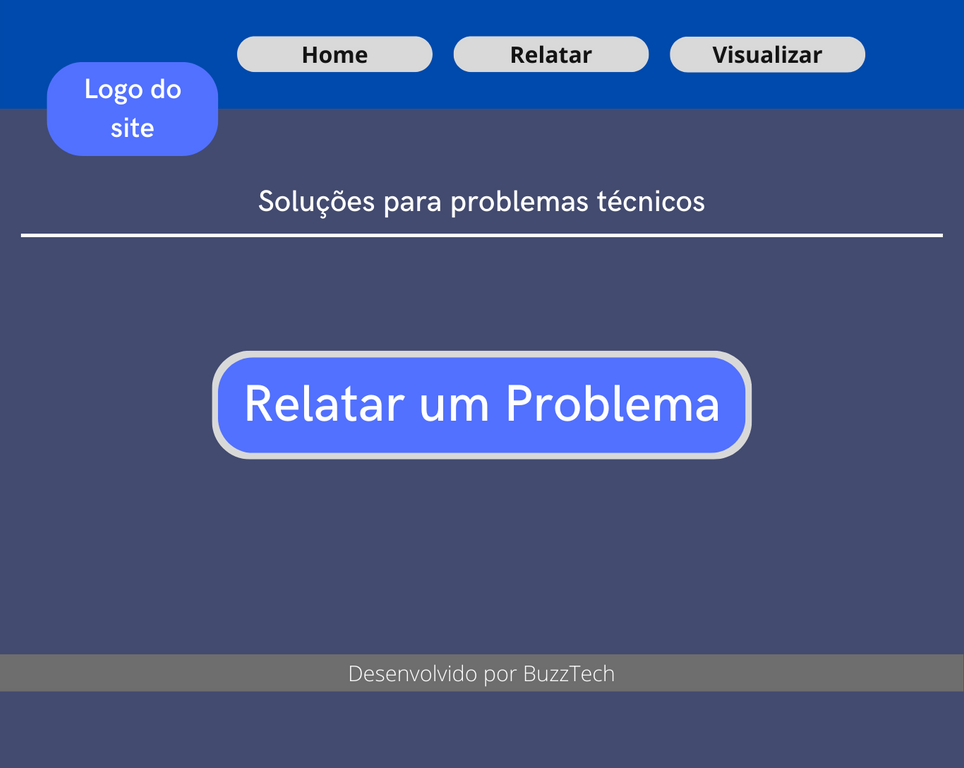 Home
Relatar
Visualizar
Logo do
site
Soluções para problemas técnicos
Relatar um Problema
Desenvolvido por BuzzTech